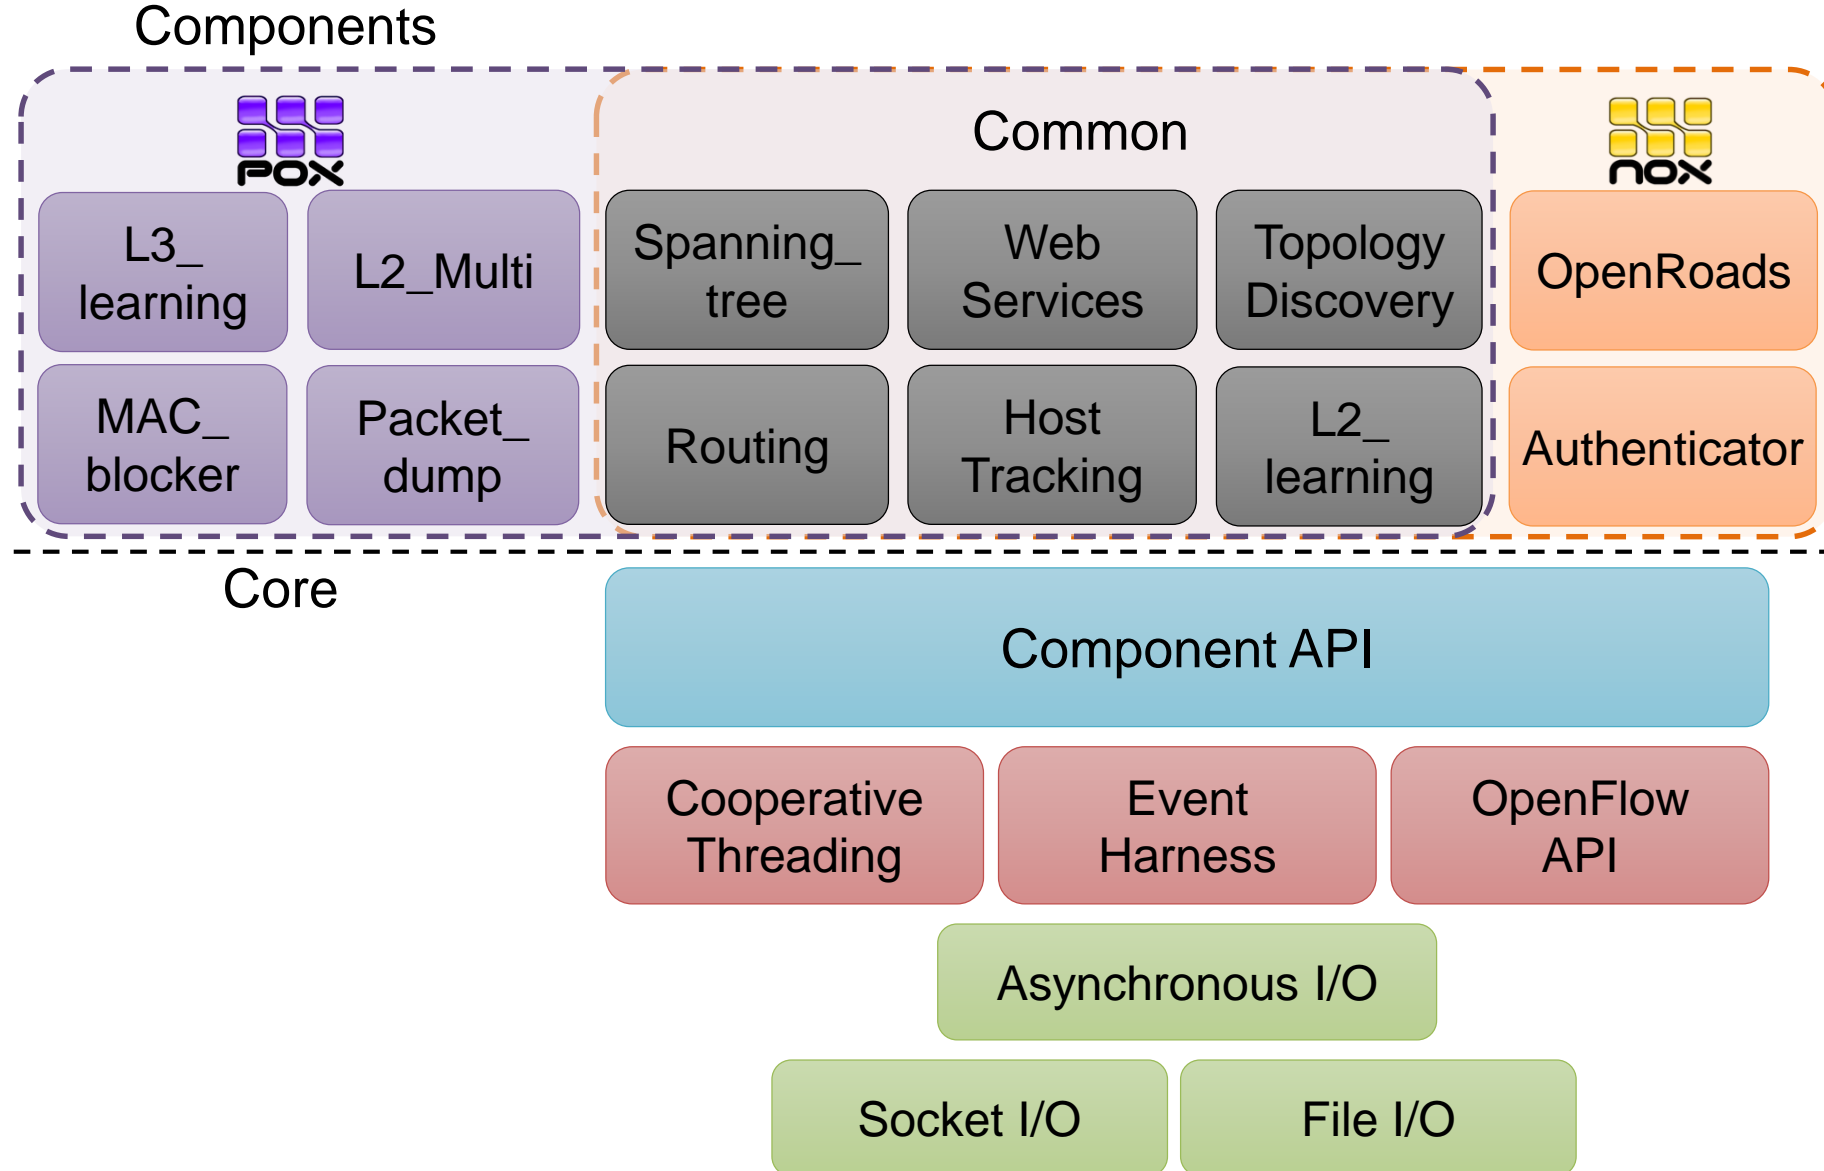 Components
POX
Common
NOX
L3_
learning
L2_Multi
Spanning_
tree
Web
Services
Topology
Discovery
OpenRoads
MAC_
blocker
Packet_
dump
Routing
Host
Tracking
L2_
learning
Authenticator
Core
Component API
Cooperative
Threading
Event
Harness
OpenFlow
API
Asynchronous I/O
Socket I/O
File I/O